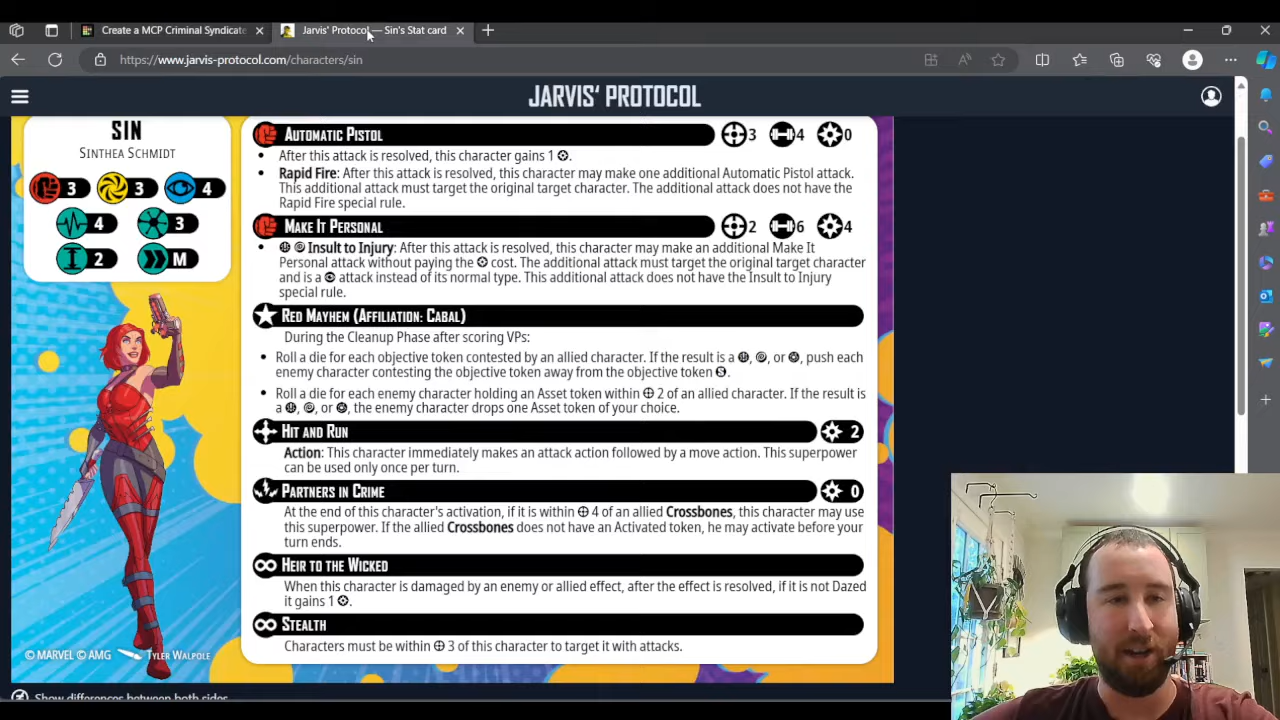 Create a MCP Criminal Syndicate
Jarvis' Protocol — Sin's Stat card
https://www.jarvis-protocol.com/characters/sin
JARVIS' PROTOCOL
SIN
SINTHEA SCHMIDT
3 3 4
4 3
2 M
© MARVEL © AMG TYLER WALPOLE
AUTOMATIC PISTOL 3 4 0
• After this attack is resolved, this character gains 1 .
• Rapid Fire: After this attack is resolved, this character may make one additional Automatic Pistol attack.
This additional attack must target the original target character. The additional attack does not have the
Rapid Fire special rule.
MAKE IT PERSONAL 2 6 4
• Insult to Injury: After this attack is resolved, this character may make an additional Make It
Personal attack without paying the cost. The additional attack must target the original target character
and is a attack instead of its normal type. This additional attack does not have the Insult to Injury
special rule.
RED MAYHEM (AFFILIATION: CABAL)
During the Cleanup Phase after scoring VPs:
• Roll a die for each objective token contested by an allied character. If the result is a , , or , push each
enemy character contesting the objective token away from the objective token S.
• Roll a die for each enemy character holding an Asset token within 2 of an allied character. If the result is
a , , or , the enemy character drops one Asset token of your choice.
HIT AND RUN 2
Action: This character immediately makes an attack action followed by a move action. This superpower
can be used only once per turn.
PARTNERS IN CRIME 0
At the end of this character's activation, if it is within 4 of an allied Crossbones, this character may use
this superpower. If the allied Crossbones does not have an Activated token, he may activate before your
turn ends.
HEIR TO THE WICKED
When this character is damaged by an enemy or allied effect, after the effect is resolved, if it is not Dazed
it gains 1 .
STEALTH
Characters must be within 3 of this character to target it with attacks.
Show differences between both sides